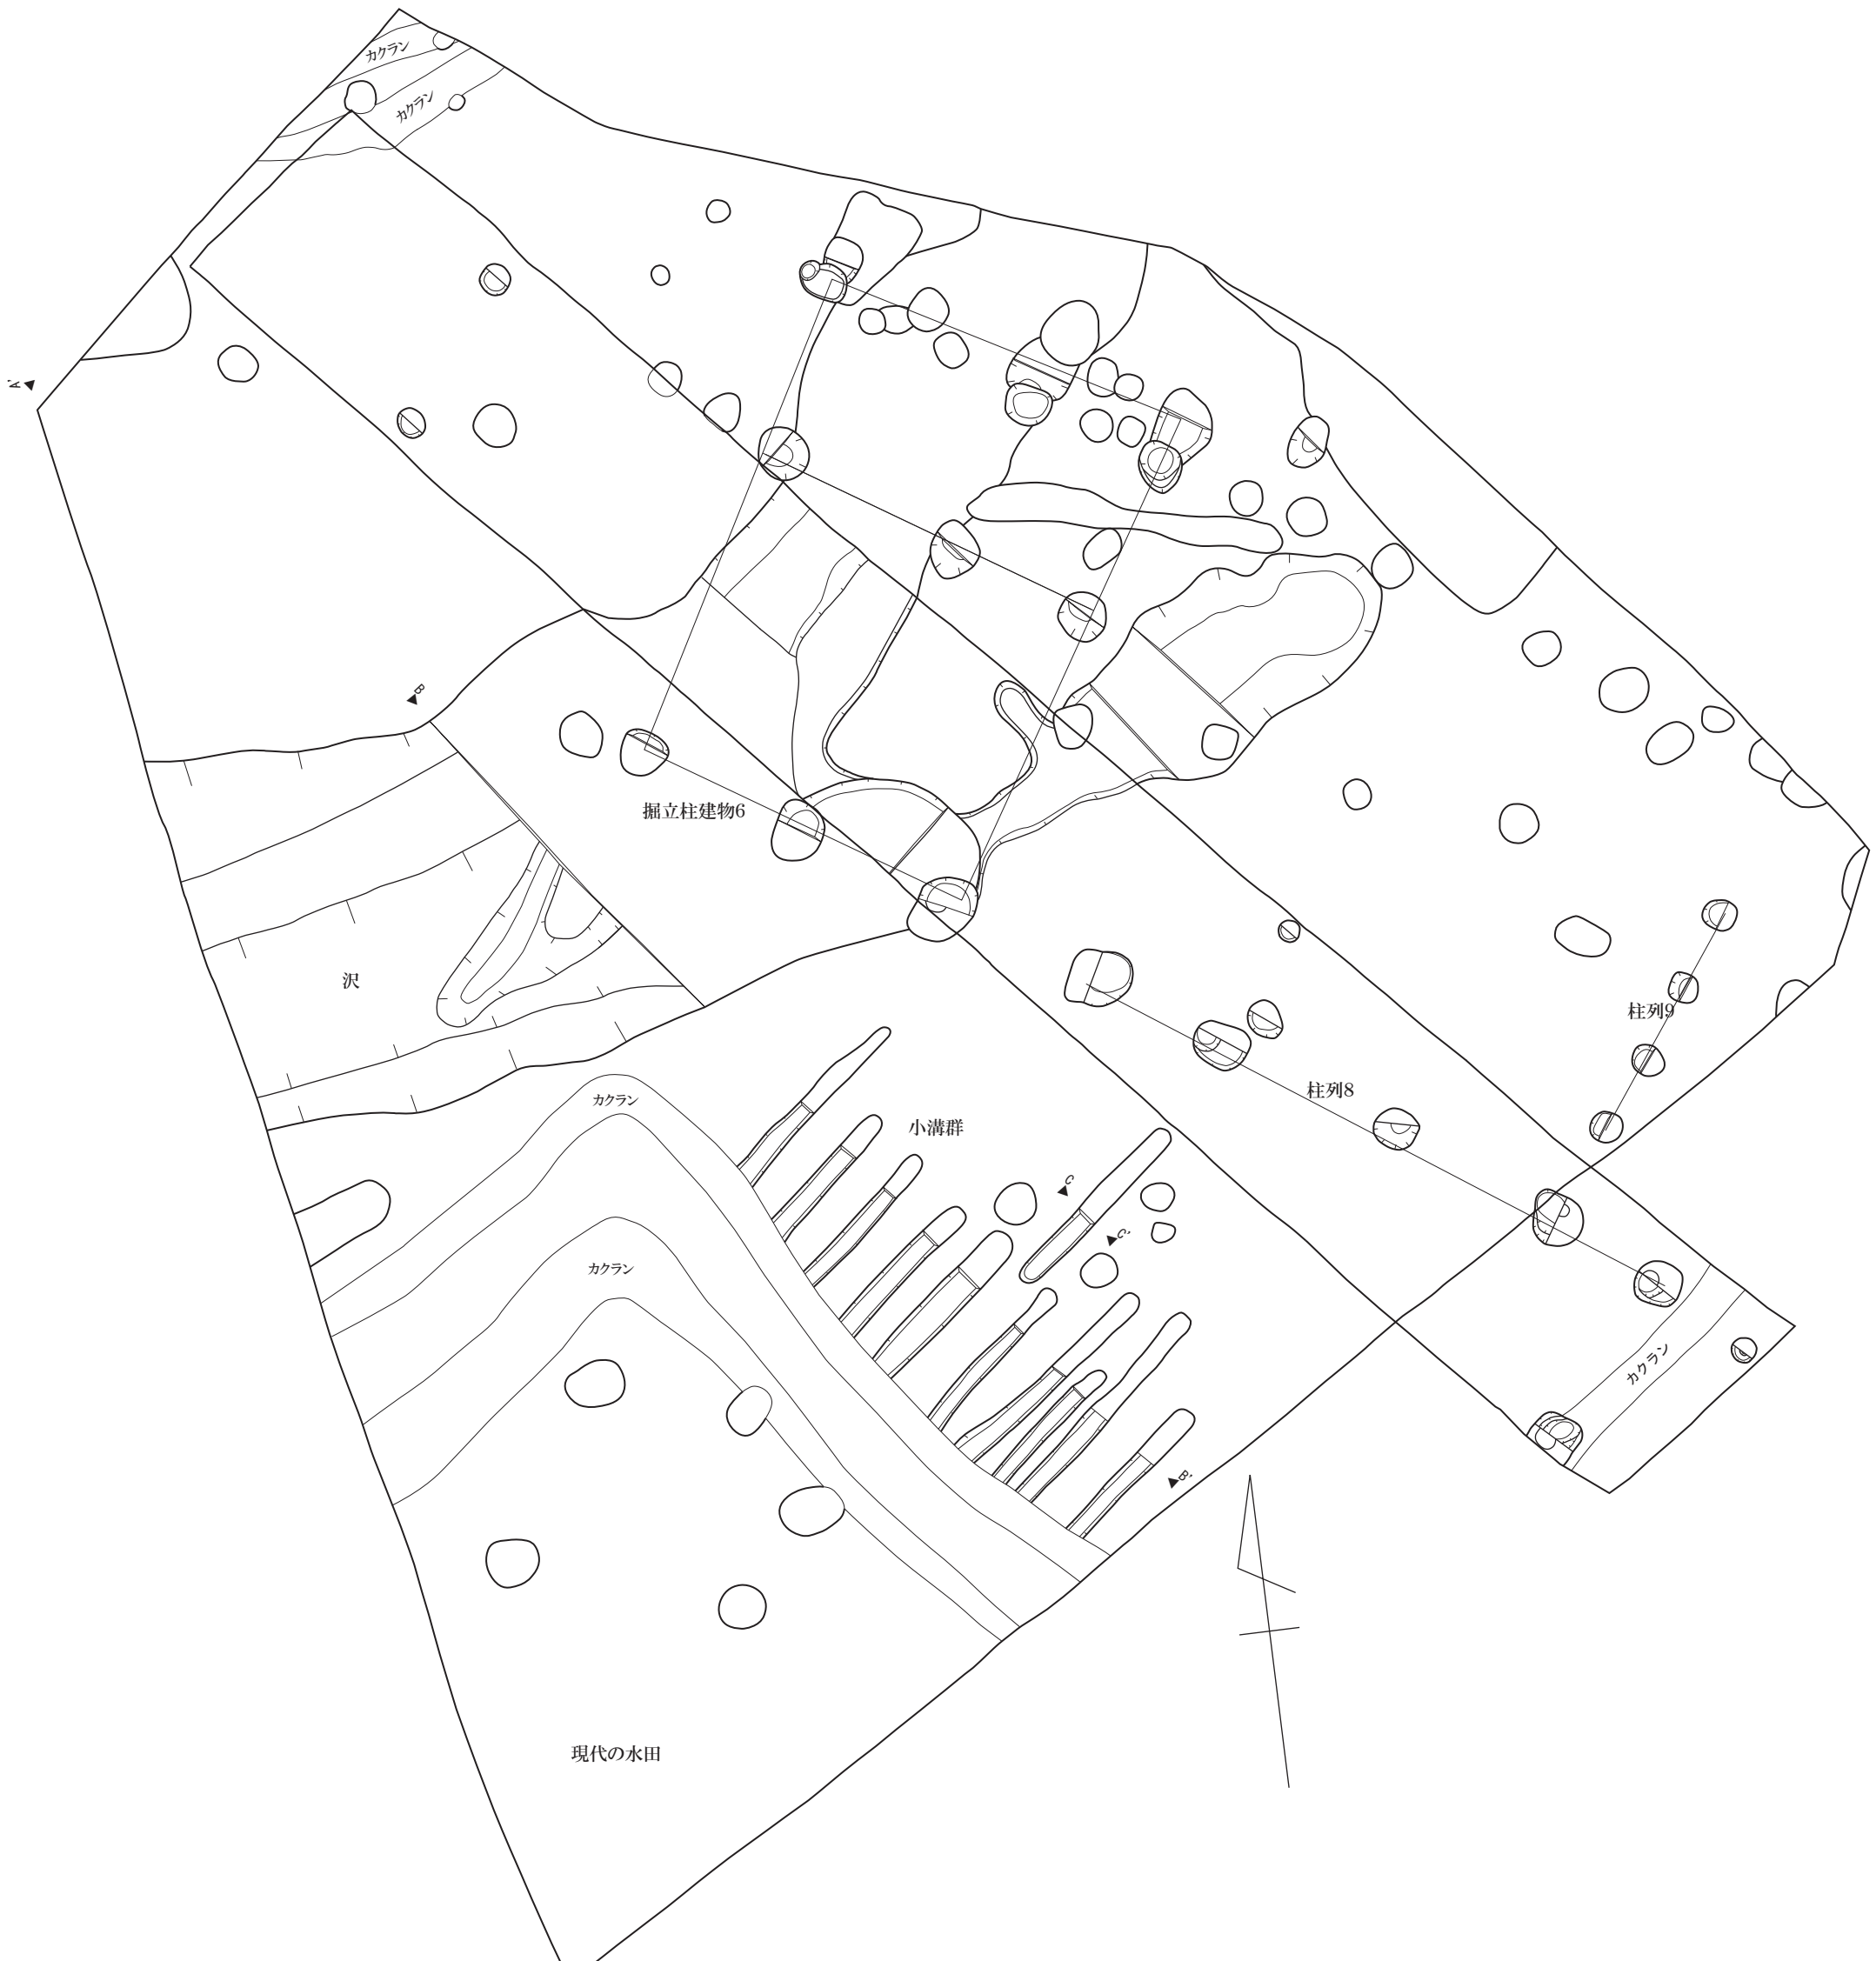 カクラン
カクラン
A'
B
掘立柱建物6
沢
柱列9
柱列8
カクラン
小溝群
C
C'
カクラン
カクラン
B'
現代の水田